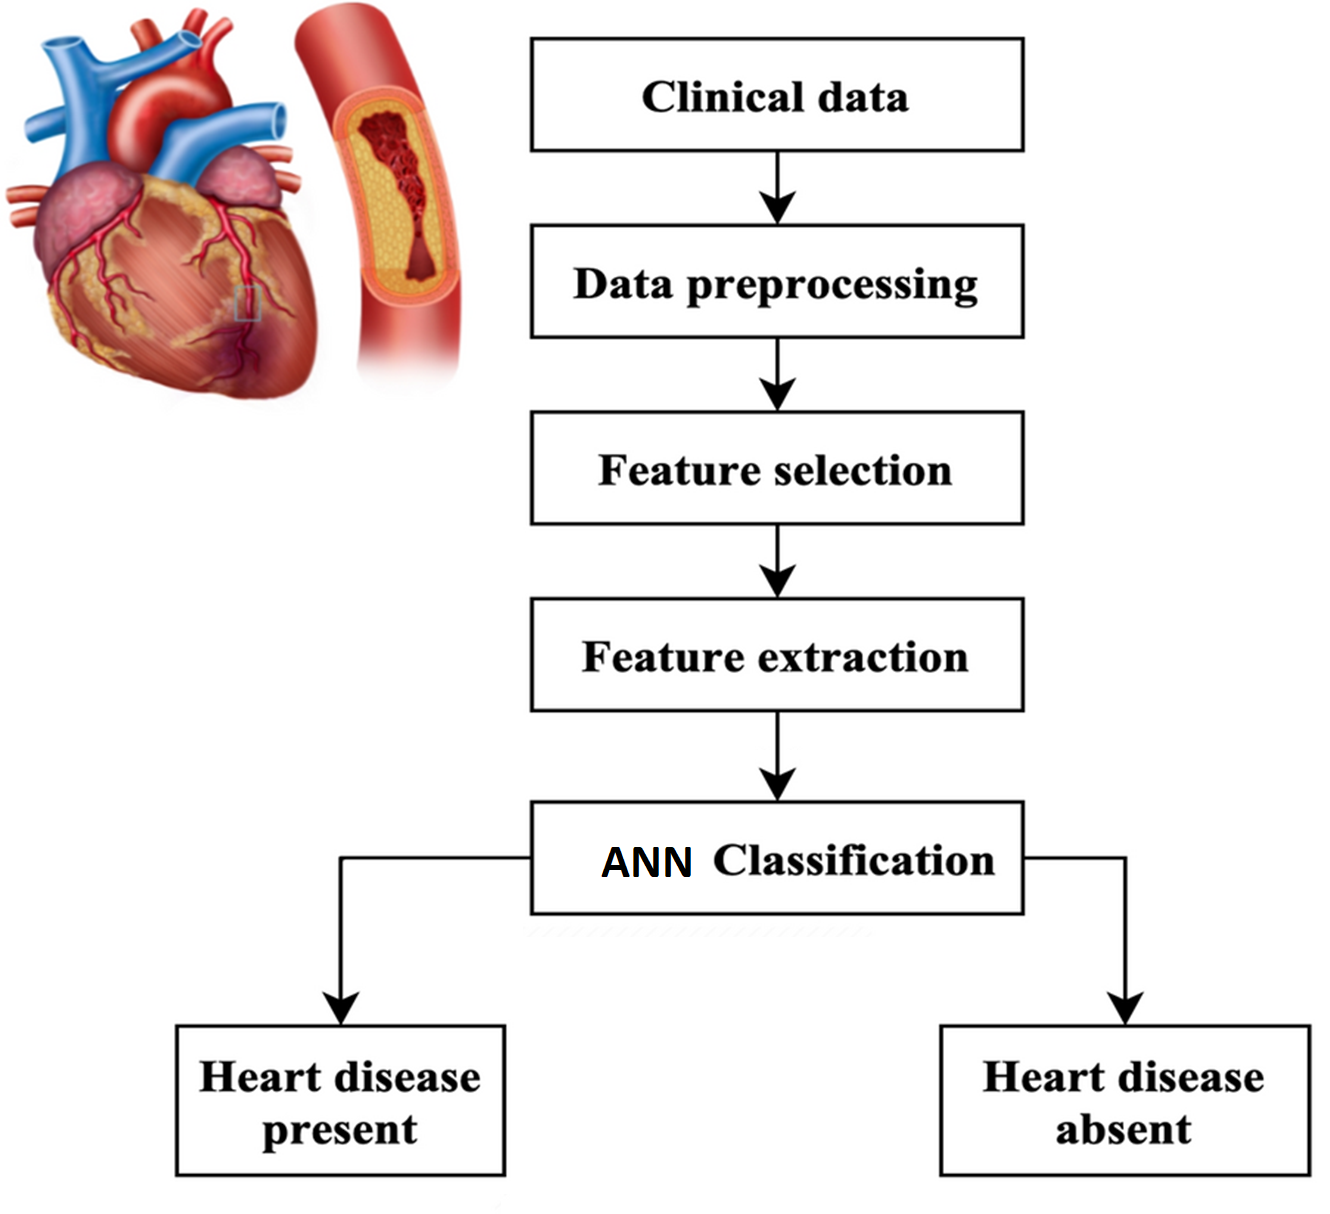 Clinical data
Data preprocessing
Feature selection
Feature extraction
ANN Classification
Heart disease
present
Heart disease
absent